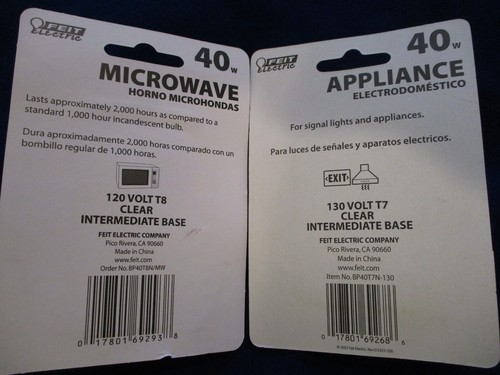 FEIT
electric
40w
MICROWAVE
HORNO MICROHONDAS
Lasts approximately 2,000 hours as compared to a
standard 1,000 hour incandescent bulb.
Dura aproximadamente 2,000 horas comparado con un
bombillo regular de 1,000 horas.
120 VOLT T8
CLEAR
INTERMEDIATE BASE
FEIT ELECTRIC COMPANY
Pico Rivera, CA 90660
Made in China
www.feit.com
Order No. BP40T8N/MW
0 17801 69293 8
FEIT
electric
40w
APPLIANCE
ELECTRODOMÉSTICO
For signal lights and appliances.
Para luces de señales y aparatos electricos.
EXIT
130 VOLT T7
CLEAR
INTERMEDIATE BASE
FEIT ELECTRIC COMPANY
Pico Rivera, CA 90660
Made in China
www.feit.com
Item No. BP40T7N-130
0 17801 69268 6